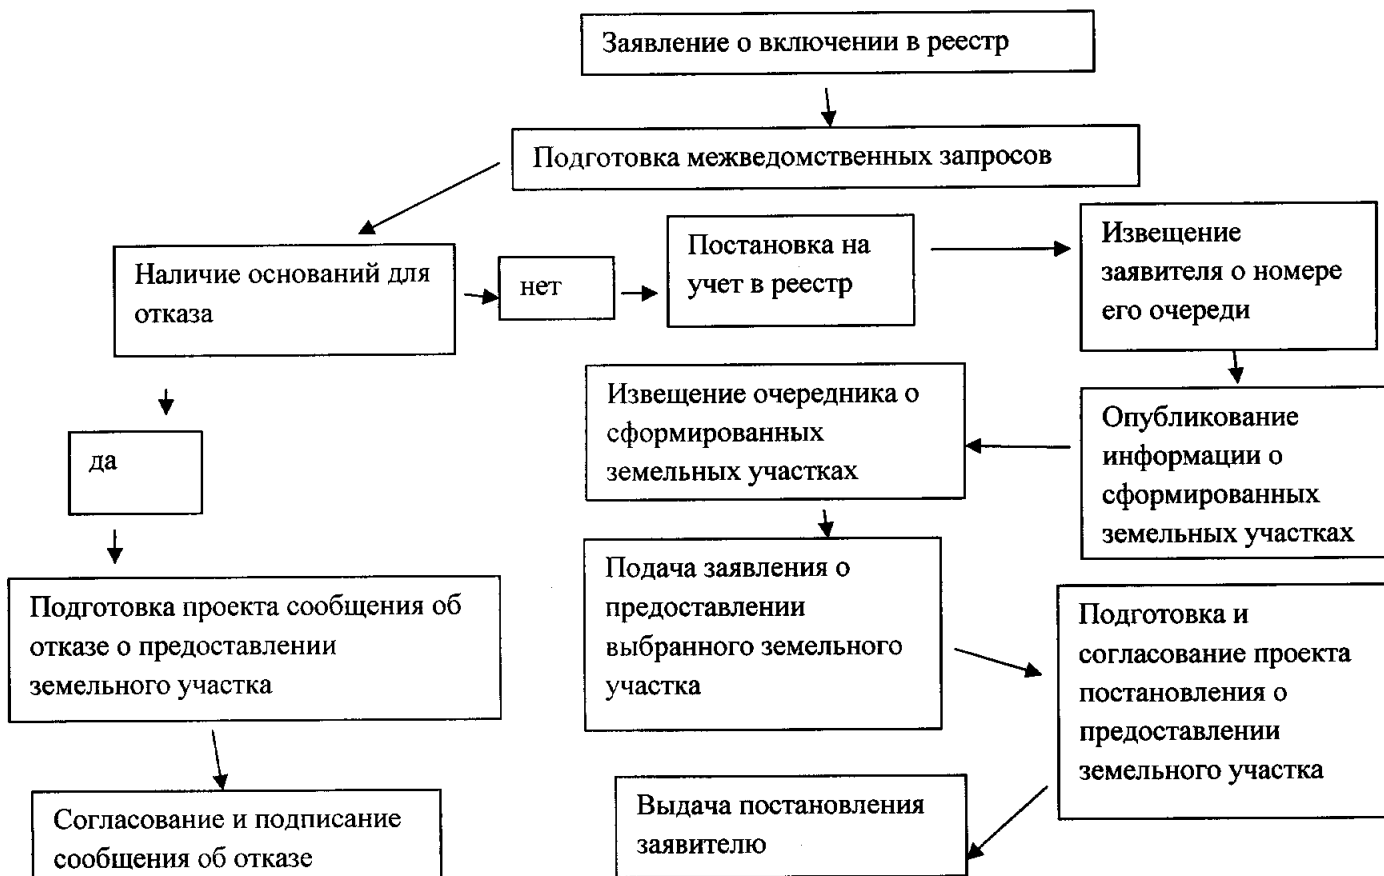 Заявление о включении в реестр
Подготовка межведомственных запросов
Наличие оснований для
отказа
нет
Постановка на
учет в реестр
Извещение
заявителя о номере
его очереди
да
Извещение очередника о
сформированных
земельных участках
Опубликование
информации о
сформированных
земельных участках
Подготовка проекта сообщения об
отказе о предоставлении
земельного участка
Подача заявления о
предоставлении
выбранного земельного
участка
Подготовка и
согласование проекта
постановления о
предоставлении
земельного участка
Согласование и подписание
сообщения об отказе
Выдача постановления
заявителю